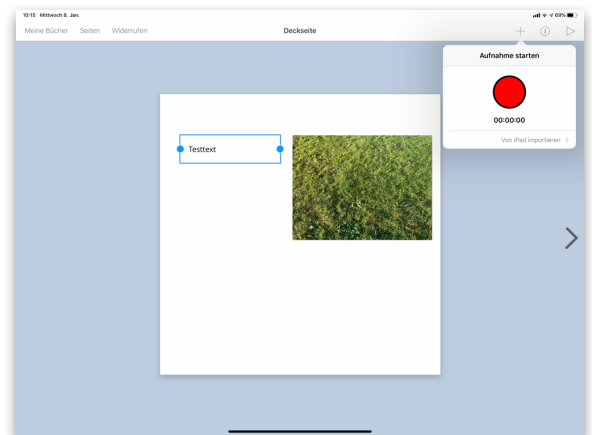 10:15 Mittwoch 8. Jan.
69%
Meine Bücher Seiten Widerrufen Deckseite
Aufnahme starten
00:00:00
Von iPad importieren
Testtext